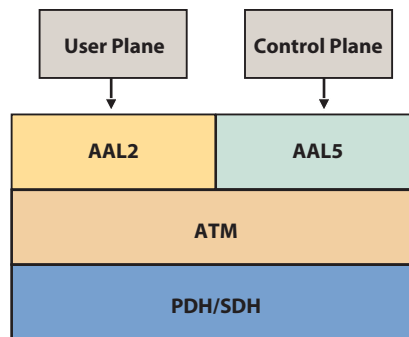 User Plane
Control Plane
AAL2
AAL5
ATM
PDH/SDH